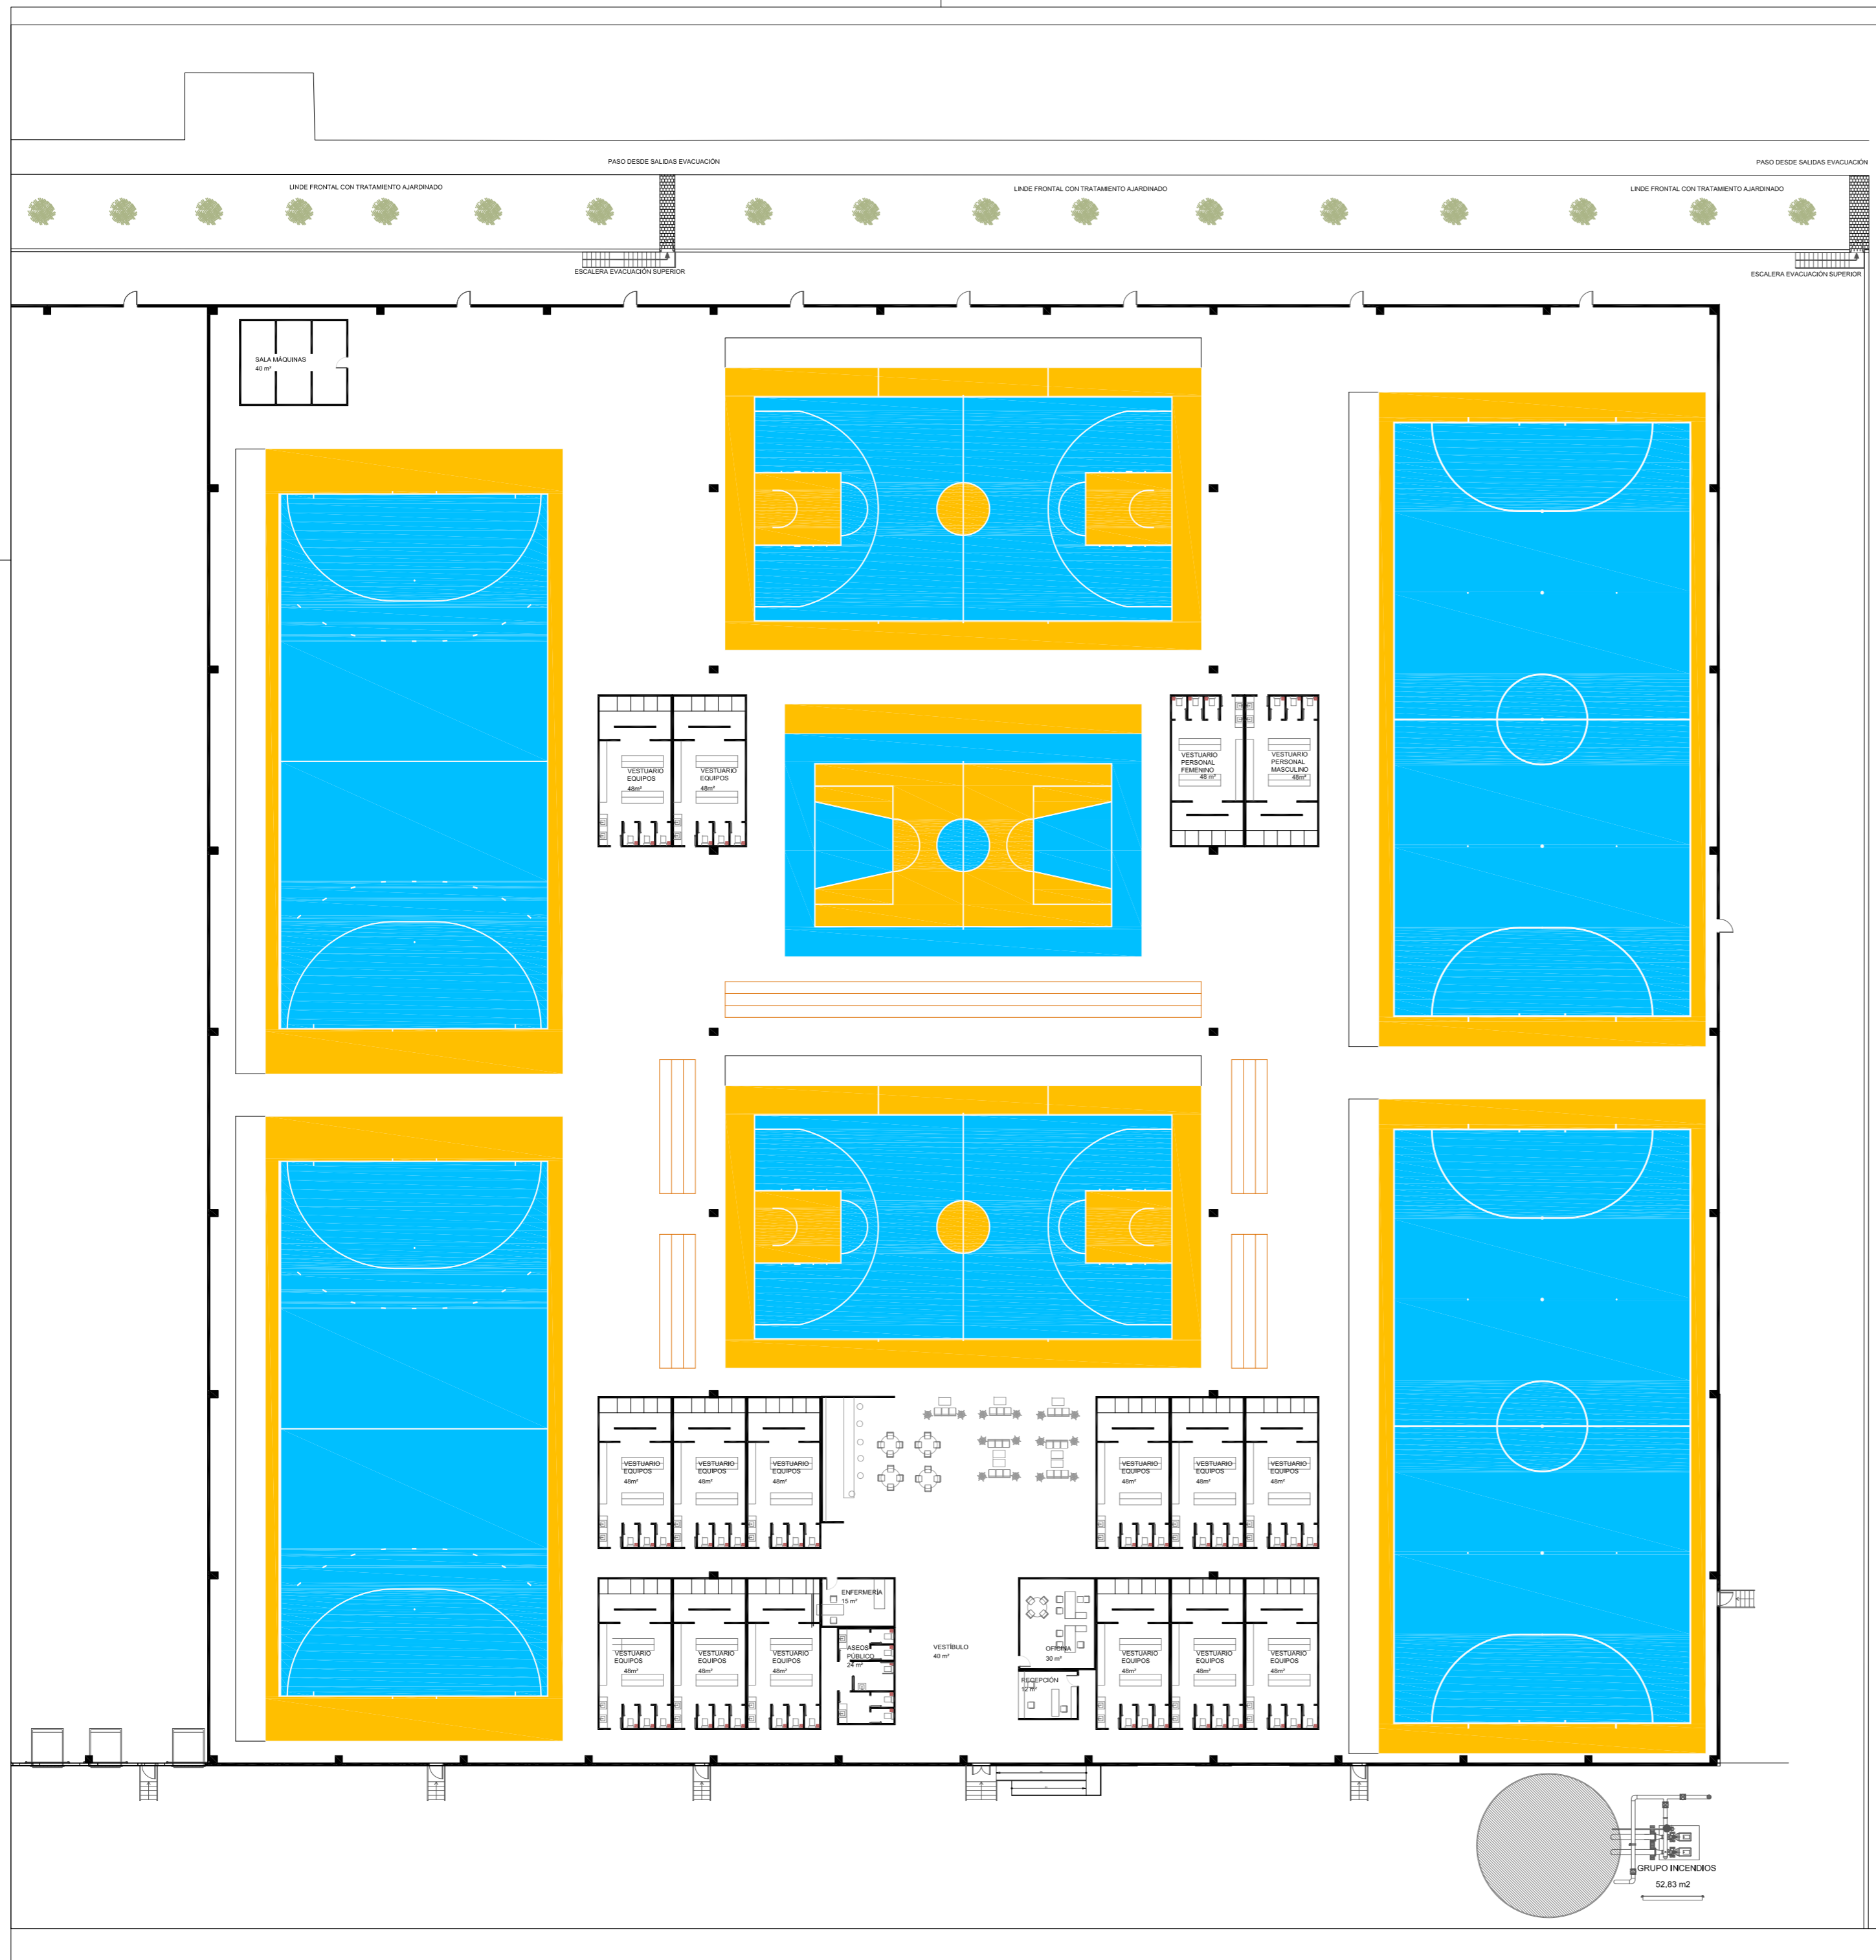 PASO DESDE SALIDAS EVACUACIÓN
PASO DESDE SALIDAS EVACUACIÓN
LINDE FRONTAL CON TRATAMIENTO AJARDINADO
LINDE FRONTAL CON TRATAMIENTO AJARDINADO
LINDE FRONTAL CON TRATAMIENTO AJARDINADO
ESCALERA EVACUACIÓN SUPERIOR
ESCALERA EVACUACIÓN SUPERIOR
SALA MÁQUINAS
40 m²
VESTUARIO
EQUIPOS
48m²
VESTUARIO
EQUIPOS
48m²
VESTUARIO
PERSONAL
FEMENINO
48 m²
VESTUARIO
PERSONAL
MASCULINO
48m²
VESTUARIO
EQUIPOS
48m²
VESTUARIO
EQUIPOS
48m²
VESTUARIO
EQUIPOS
48m²
VESTUARIO
EQUIPOS
48m²
VESTUARIO
EQUIPOS
48m²
VESTUARIO
EQUIPOS
48m²
ENFERMERÍA
15 m²
VESTUARIO
EQUIPOS
48m²
VESTUARIO
EQUIPOS
48m²
VESTUARIO
EQUIPOS
48m²
ASEOS
PÚBLICO
24 m²
VESTÍBULO
40 m²
OFICINA
30 m²
RECEPCIÓN
12 m²
VESTUARIO
EQUIPOS
48m²
VESTUARIO
EQUIPOS
48m²
VESTUARIO
EQUIPOS
48m²
GRUPO INCENDIOS
52,83 m2